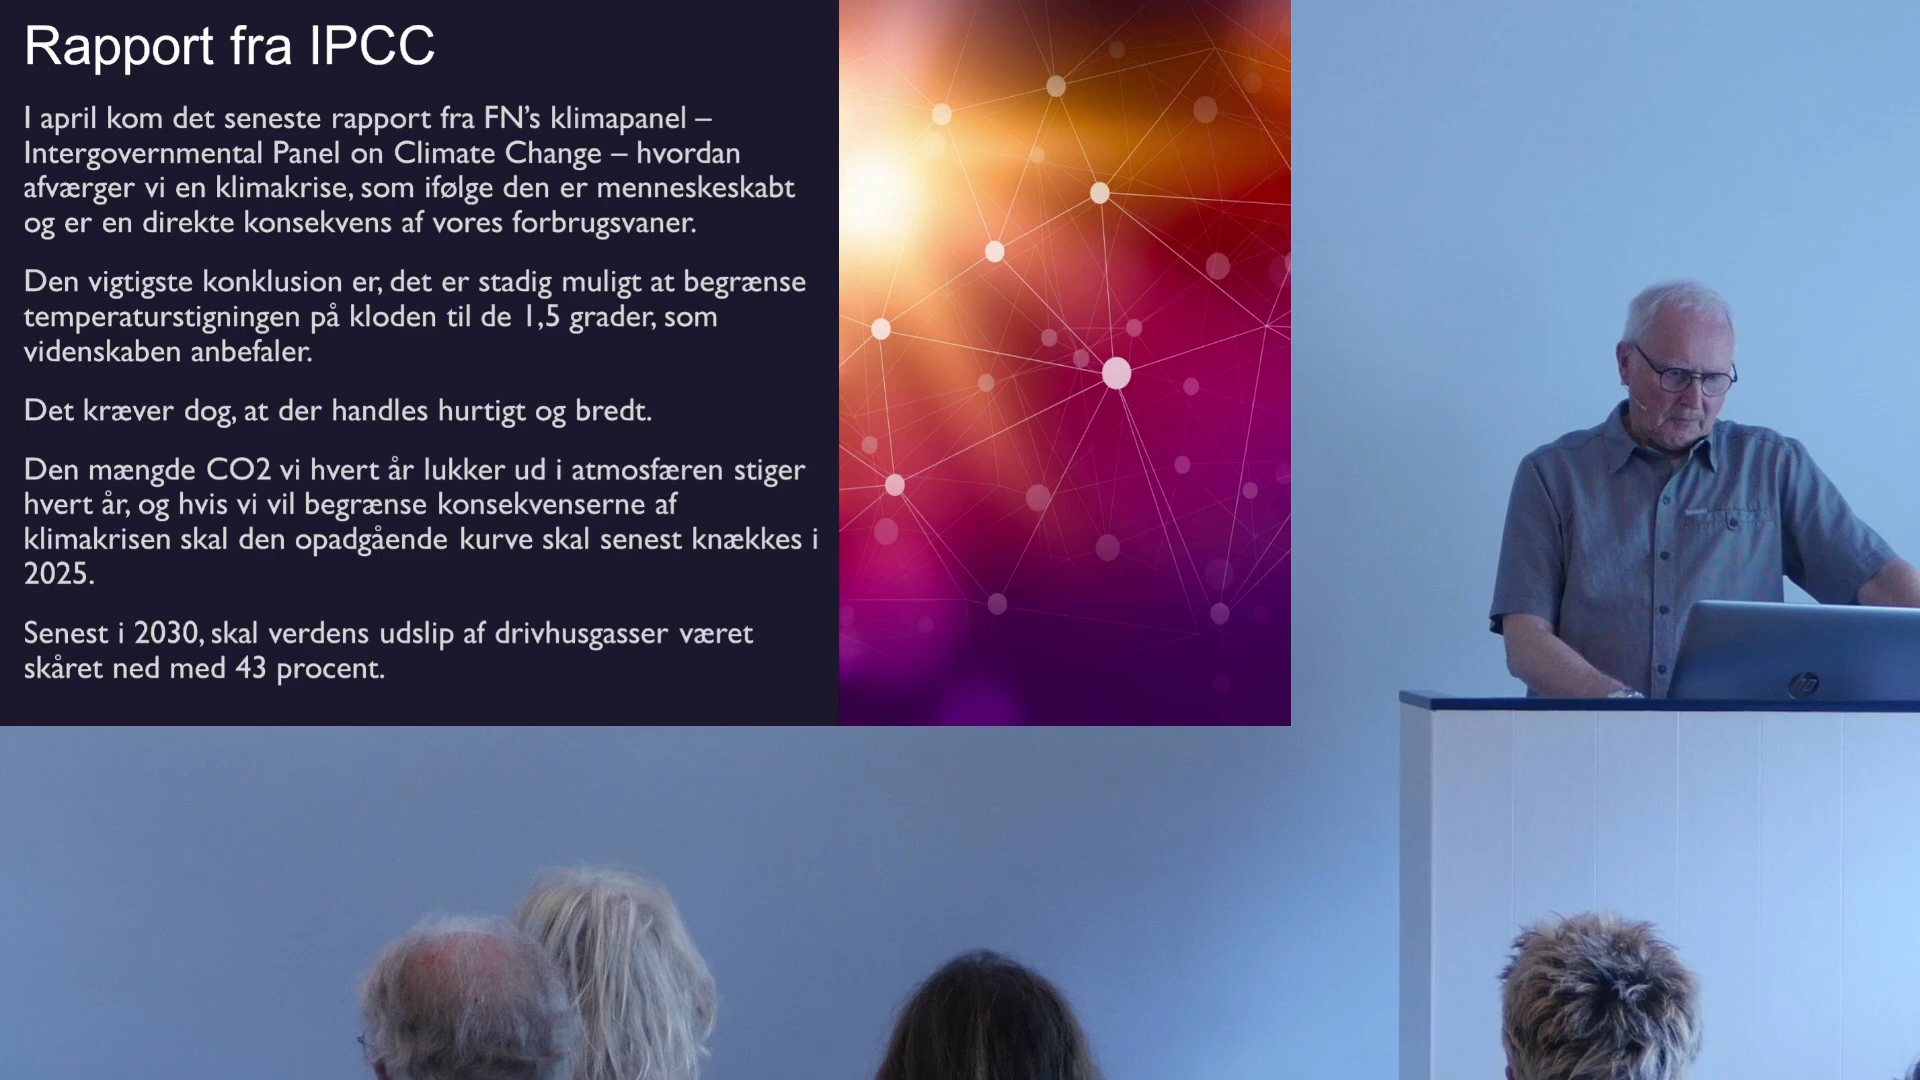 Rapport fra IPCC
I april kom det seneste rapport fra FN’s klimapanel –
Intergovernmental Panel on Climate Change – hvordan
afværger vi en klimakrise, som ifølge den er menneskeskabt
og er en direkte konsekvens af vores forbrugsvaner.
Den vigtigste konklusion er, det er stadig muligt at begrænse
temperaturstigningen på kloden til de 1,5 grader, som
videnskaben anbefaler.
Det kræver dog, at der handles hurtigt og bredt.
Den mængde CO2 vi hvert år lukker ud i atmosfæren stiger
hvert år, og hvis vi vil begrænse konsekvenserne af
klimakrisen skal den opadgående kurve skal senest knækkes i
2025.
Senest i 2030, skal verdens udslip af drivhusgasser været
skåret ned med 43 procent.
hp